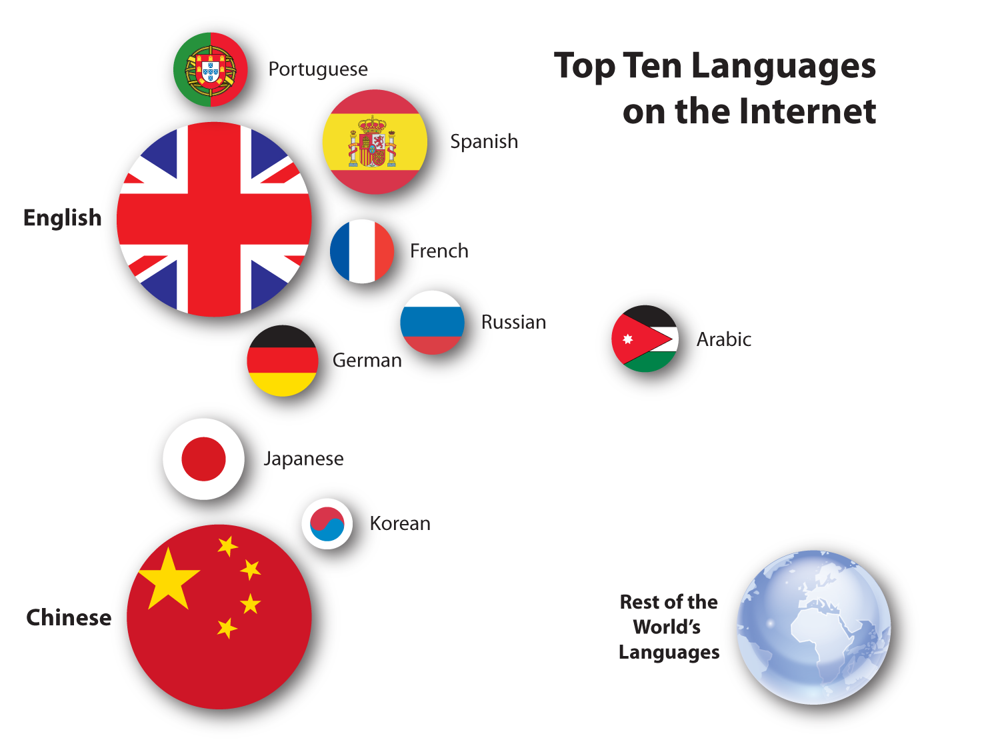 Top Ten Languages
on the Internet
Portuguese
Spanish
English
French
Russian
Arabic
German
Japanese
Korean
Chinese
Rest of the
World's
Languages